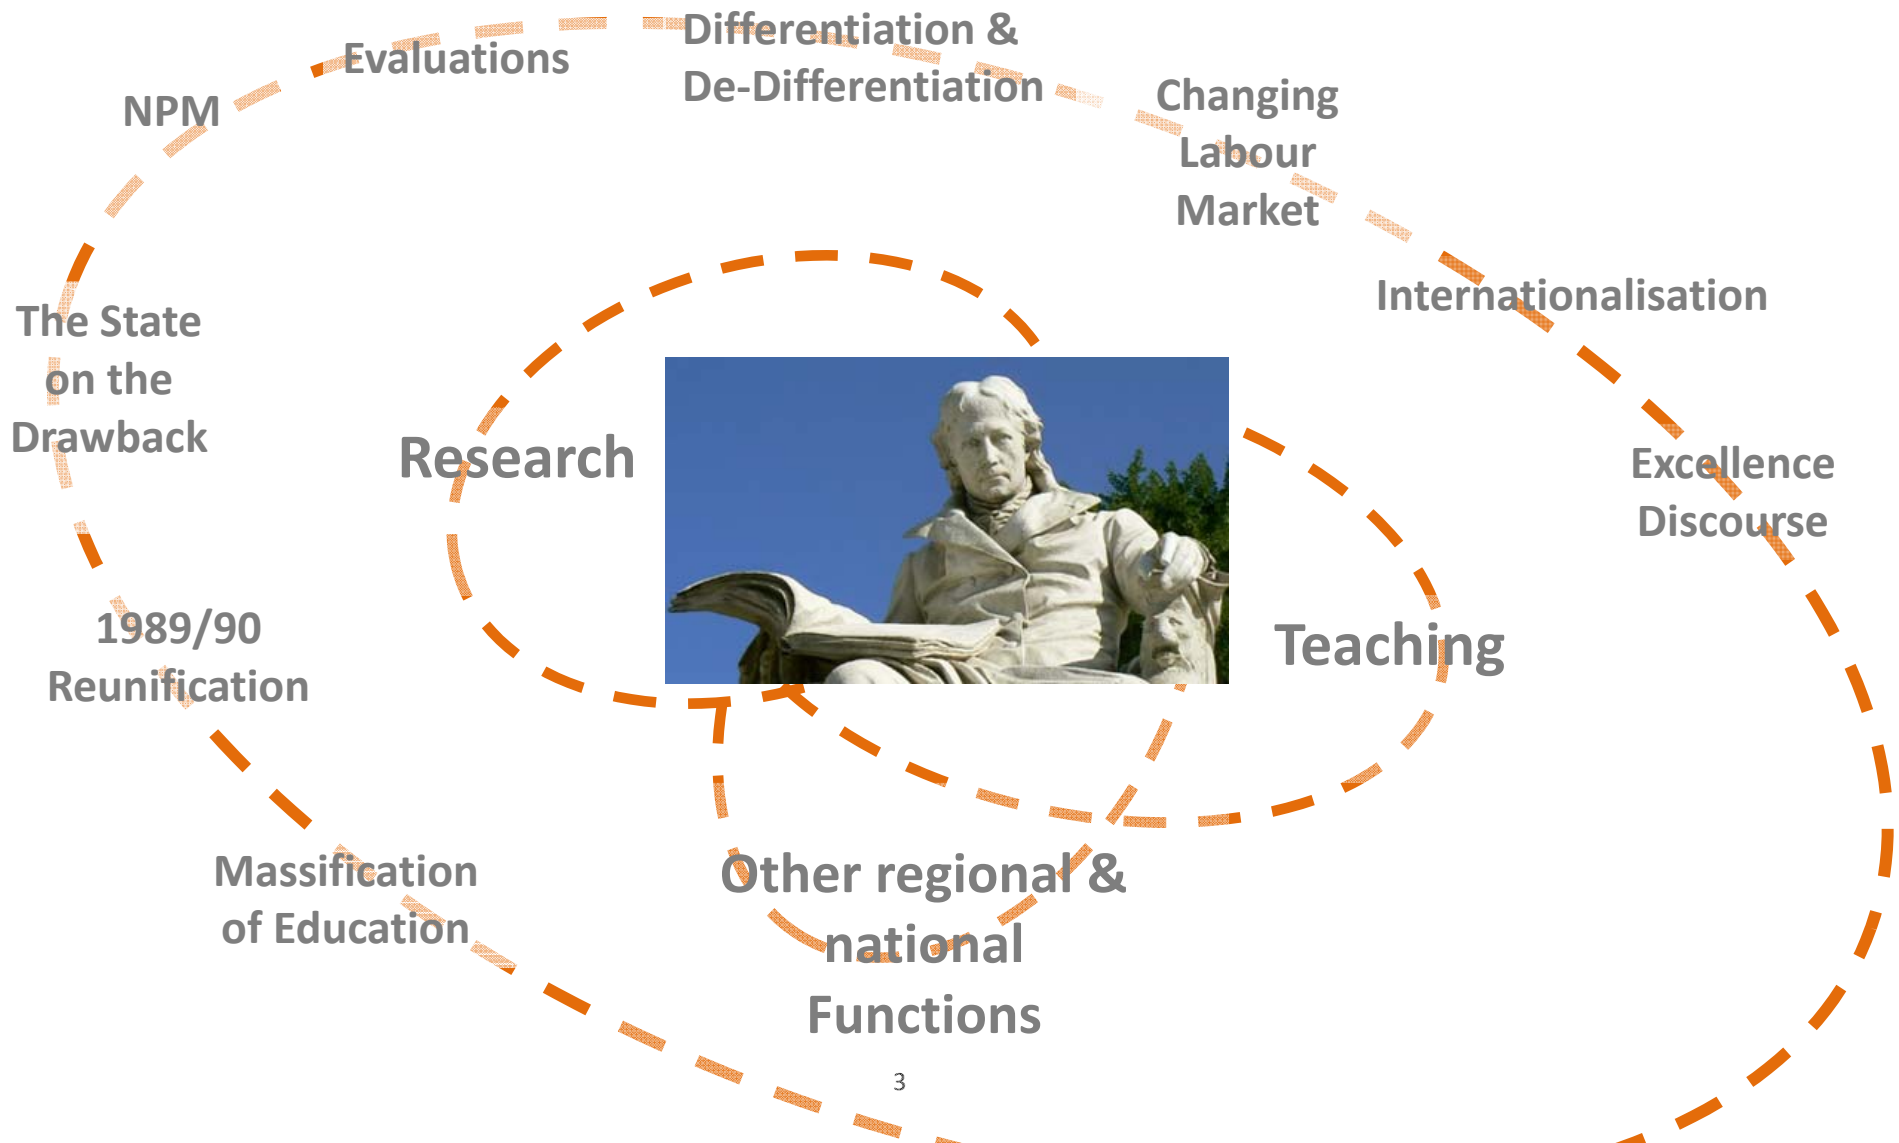 Evaluations
Differentiation &
De-Differentiation
NPM
Changing
Labour
Market
Internationalisation
The State
on the
Drawback
Research
Excellence
Discourse
1989/90
Reunification
Teaching
Massification
of Education
Other regional &
national
Functions
3